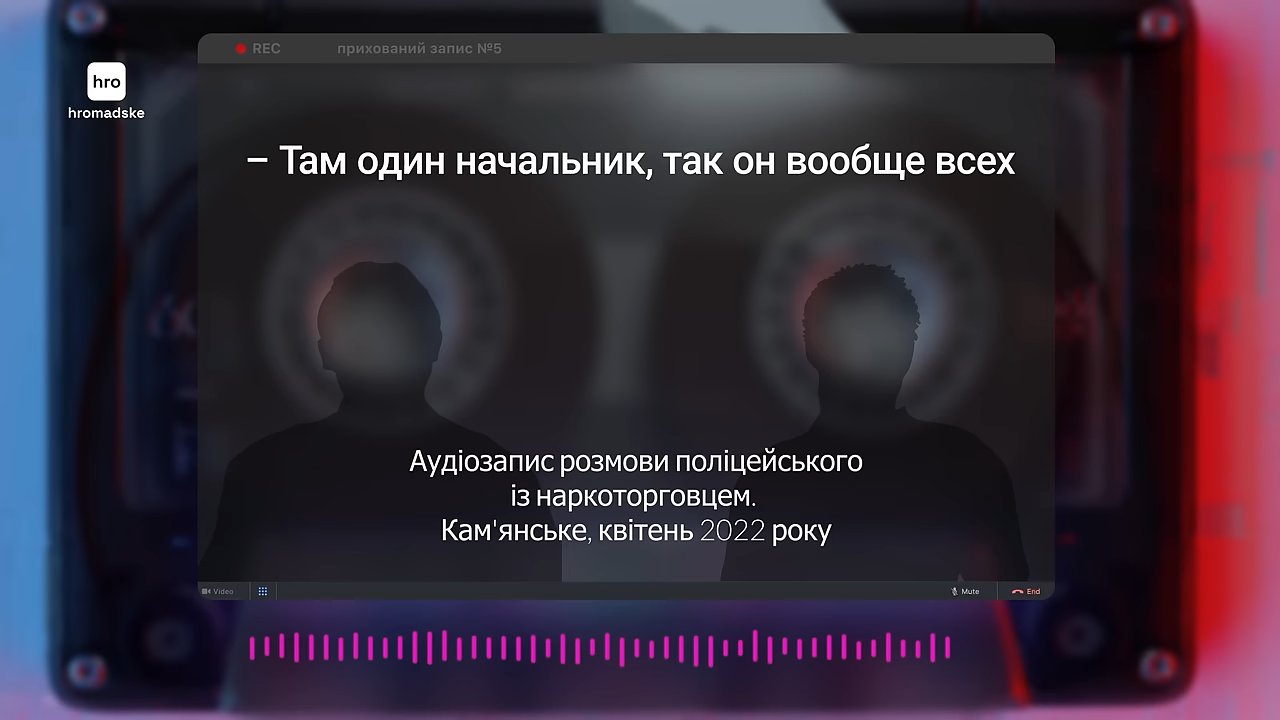 REC прихований запис №5
hro
hromadske
– Там один начальник, так он вообще всех
Аудіозапис розмови поліцейського
із наркоторговцем.
Кам'янське, квітень 2022 року
Video Mute End